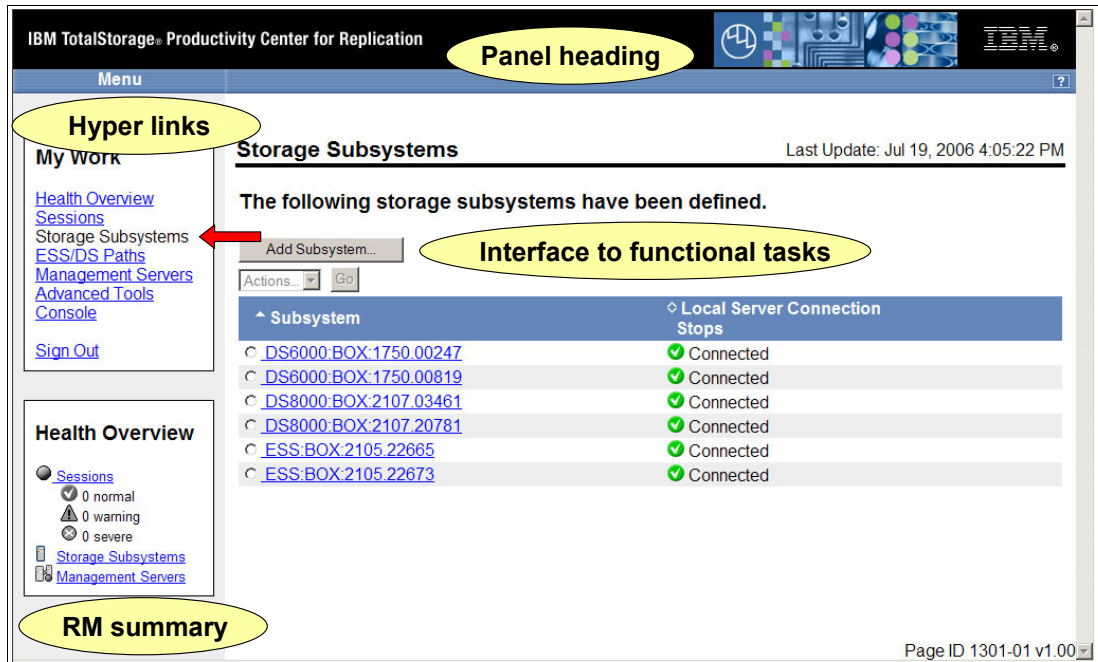 IBM TotalStorage® Productivity Center for Replication
Panel heading
IBM®
Menu
?
Hyper links
My Work
Health Overview
Sessions
Storage Subsystems
ESS/DS Paths
Management Servers
Advanced Tools
Console
Sign Out
Storage Subsystems
Last Update: Jul 19, 2006 4:05:22 PM
The following storage subsystems have been defined.
Add Subsystem...
Interface to functional tasks
Actions...
Go
Subsystem
Local Server Connection
Stops
DS6000:BOX:1750.00247 Connected
DS6000:BOX:1750.00819 Connected
DS8000:BOX:2107.03461 Connected
DS8000:BOX:2107.20781 Connected
ESS:BOX:2105.22665 Connected
ESS:BOX:2105.22673 Connected
Health Overview
Sessions
0 normal
0 warning
0 severe
Storage Subsystems
Management Servers
RM summary
Page ID 1301-01 v1.00